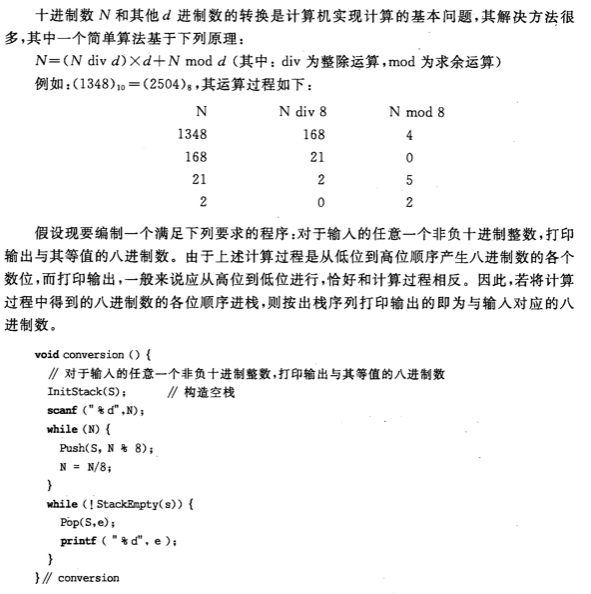 十进制数 N 和其他 d 进制数的转换是计算机实现计算的基本问题,其解决方法很
多,其中一个简单算法基于下列原理:
N=(N div d)×d+N mod d (其中: div 为整除运算,mod 为求余运算)
例如:(1348)₁₀=(2504)₈,其运算过程如下:
N N div 8 N mod 8
1348 168 4
168 21 0
21 2 5
2 0 2
假设现要编制一个满足下列要求的程序:对于输入的任意一个非负十进制整数,打印
输出与其等值的八进制数。由于上述计算过程是从低位到高位顺序产生八进制数的各个
数位,而打印输出,一般来说应从高位到低位进行,恰好和计算过程相反。因此,若将计算
过程中得到的八进制数的各位顺序进栈,则按出栈序列打印输出的即为与输入对应的八
进制数。
void conversion () {
// 对于输入的任意一个非负十进制整数,打印输出与其等值的八进制数
InitStack(S); // 构造空栈
scanf ("%d",N);
while (N) {
Push(S, N % 8);
N = N/8;
}
while (!StackEmpty(s)) {
Pop(S,e);
printf ( "%d", e );
}
}// conversion